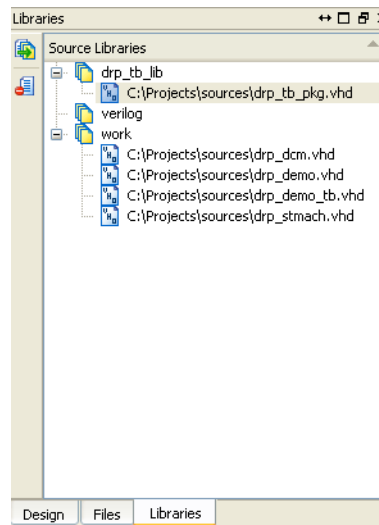 Libraries
Source Libraries
drp_tb_lib
C:\Projects\sources\drp_tb_pkg.vhd
verilog
work
C:\Projects\sources\drp_dcm.vhd
C:\Projects\sources\drp_demo.vhd
C:\Projects\sources\drp_demo_tb.vhd
C:\Projects\sources\drp_stmach.vhd
Design Files Libraries